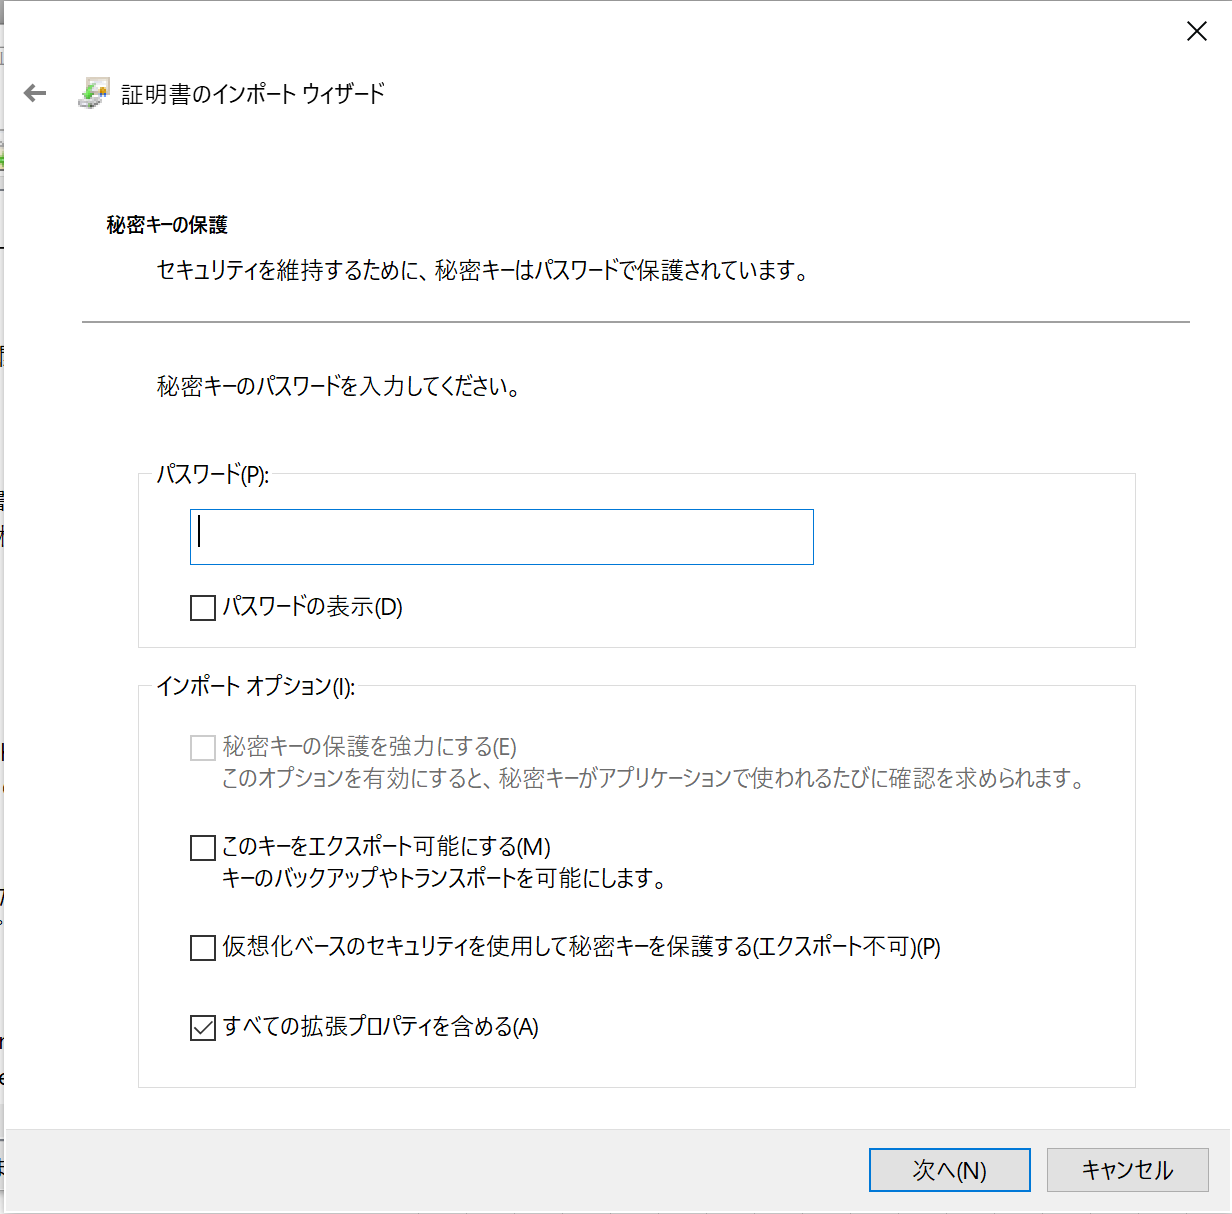 証明書のインポート ウィザード
秘密キーの保護
セキュリティを維持するために、秘密キーはパスワードで保護されています。
秘密キーのパスワードを入力してください。
パスワード(P):
パスワードの表示(D)
インポート オプション(I):
秘密キーの保護を強力にする(E)
このオプションを有効にすると、秘密キーがアプリケーションで使われるたびに確認を求められます。
このキーをエクスポート可能にする(M)
キーのバックアップやトランスポートを可能にします。
仮想化ベースのセキュリティを使用して秘密キーを保護する(エクスポート不可)(P)
すべての拡張プロパティを含める(A)
次へ(N)
キャンセル